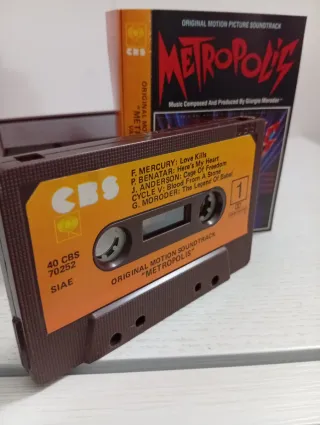 ORIGINAL MOTION PICTURE SOUNDTRACK
METROPOLIS
Music Composed And Produced By Giorgio Moroder
CBS
CBS
F. MERCURY: Love Kills
P. BENATAR: Here's My Heart
J. ANDERSON: Cage Of Freedom
CYCLE V: Blood From A Stone
G. MORODER: The Legend Of Babel
1
40 CBS
70252
SIAE
ORIGINAL MOTION SOUNDTRACK
"METROPOLIS"